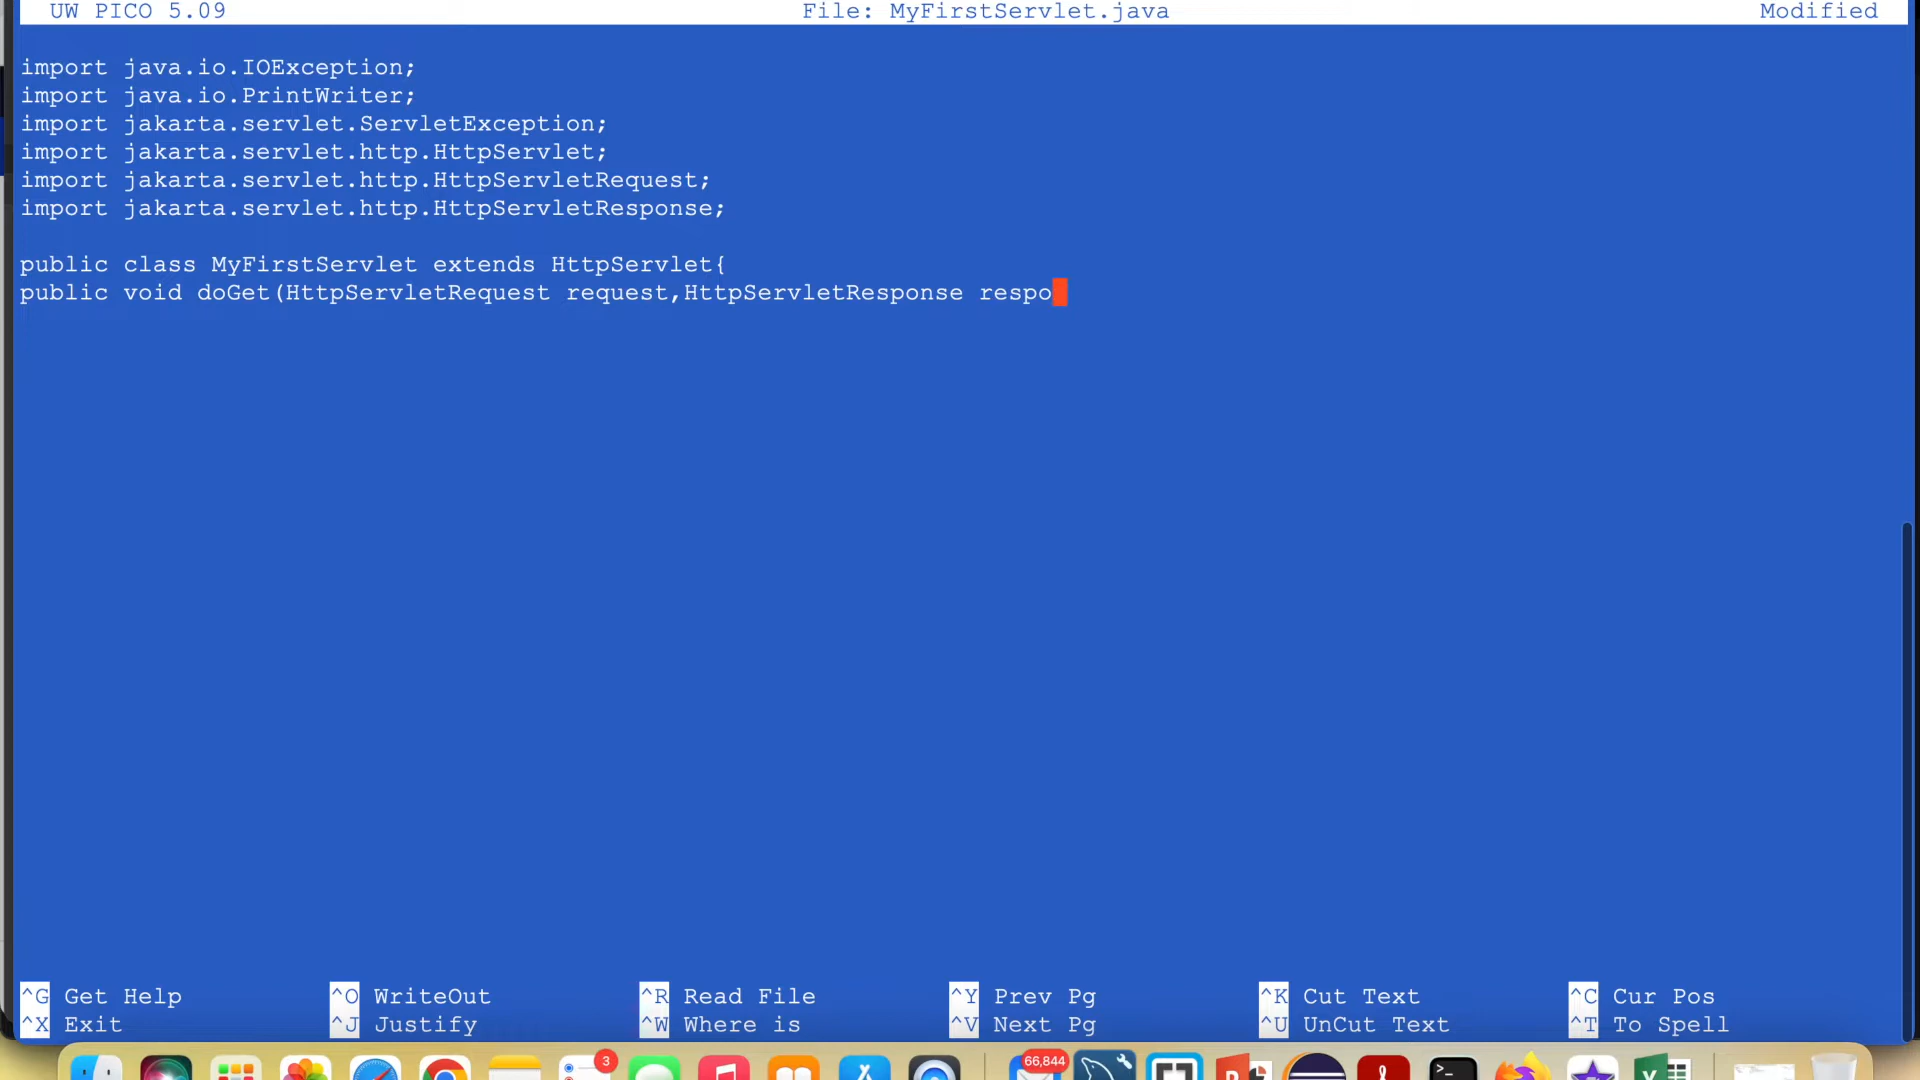 UW PICO 5.09 File: MyFirstServlet.java Modified
import java.io.IOException;
import java.io.PrintWriter;
import jakarta.servlet.ServletException;
import jakarta.servlet.http.HttpServlet;
import jakarta.servlet.http.HttpServletRequest;
import jakarta.servlet.http.HttpServletResponse;
public class MyFirstServlet extends HttpServlet{
public void doGet(HttpServletRequest request,HttpServletResponse respo
^G Get Help ^O WriteOut ^R Read File ^Y Prev Pg ^K Cut Text ^C Cur Pos
^X Exit ^J Justify ^W Where is ^V Next Pg ^U UnCut Text ^T To Spell
3 66,844